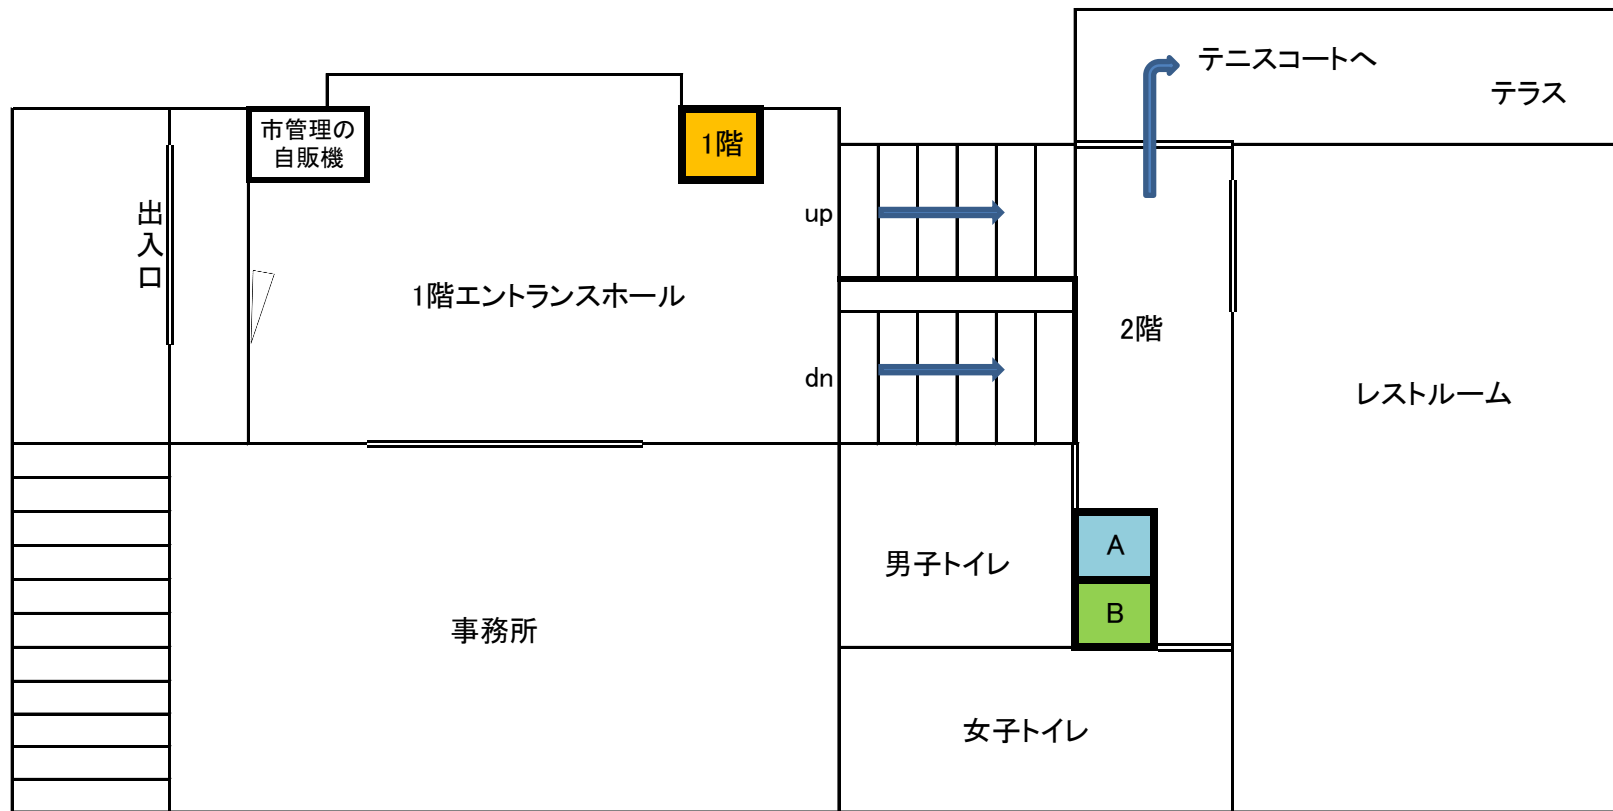 テニスコートへ
テラス
市管理の
自販機
1階
出
入
口
up
1階エントランスホール
2階
dn
レストルーム
A
男子トイレ
B
事務所
女子トイレ